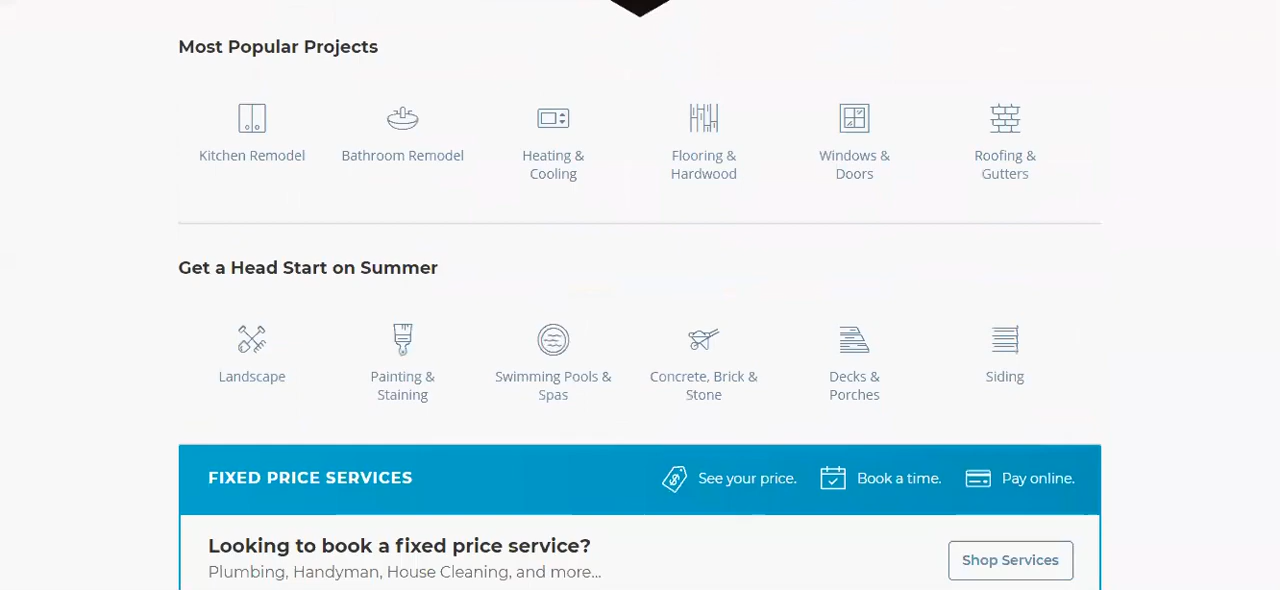 Most Popular Projects
Kitchen Remodel
Bathroom Remodel
Heating &
Cooling
Flooring &
Hardwood
Windows &
Doors
Roofing &
Gutters
Get a Head Start on Summer
Landscape
Painting &
Staining
Swimming Pools &
Spas
Concrete, Brick &
Stone
Decks &
Porches
Siding
FIXED PRICE SERVICES
See your price.
Book a time.
Pay online.
Looking to book a fixed price service?
Plumbing, Handyman, House Cleaning, and more...
Shop Services